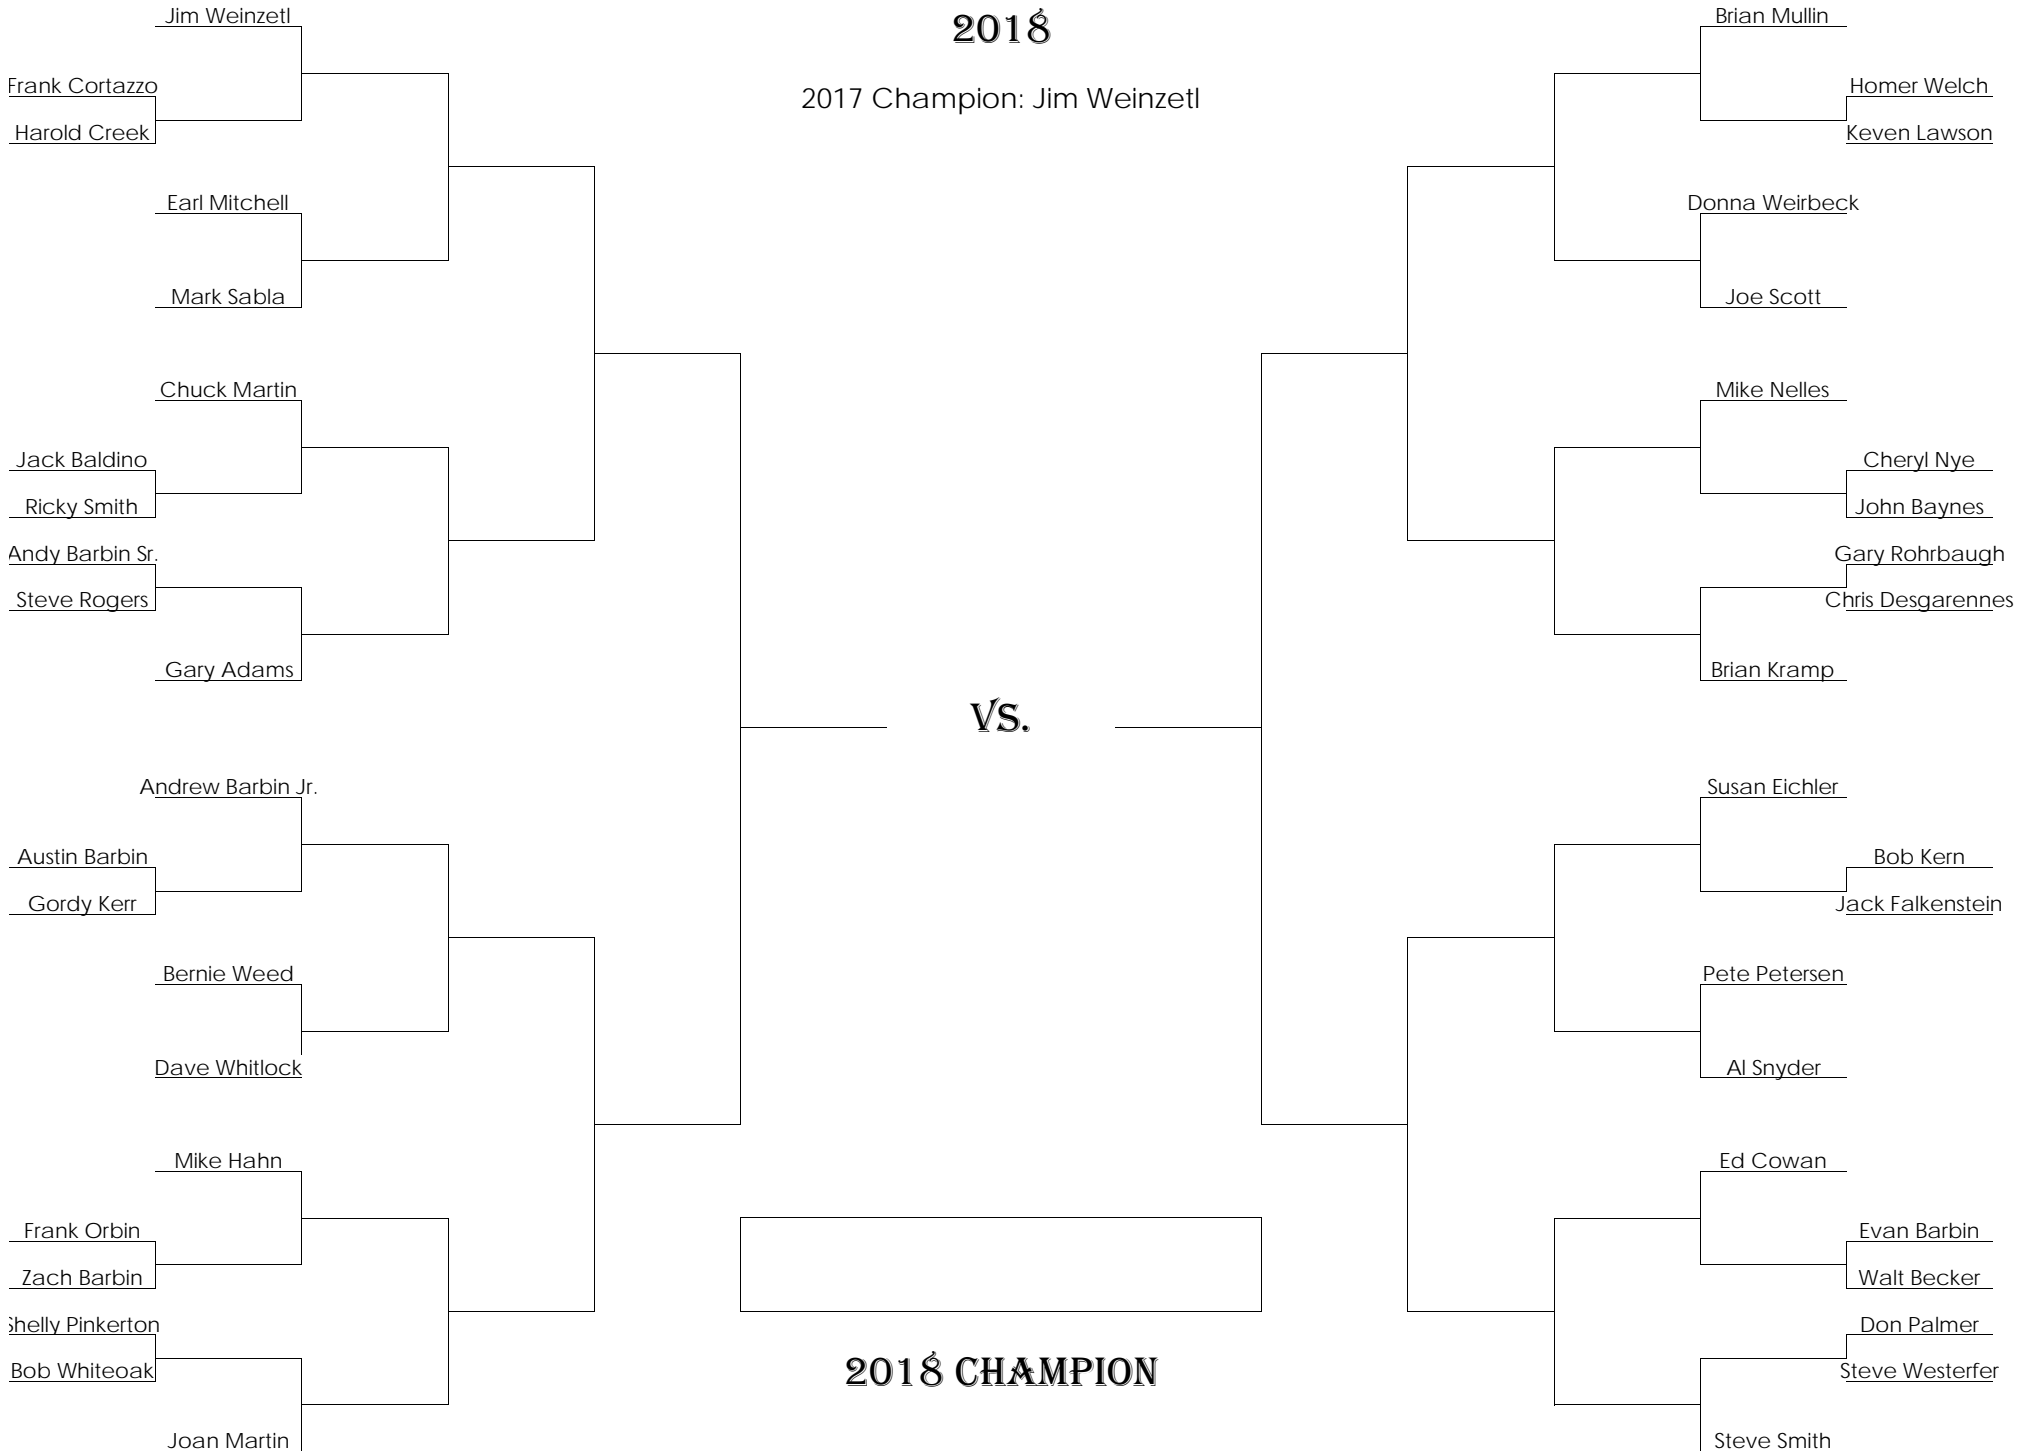 2018
2017 Champion: Jim Weinzetl
Jim Weinzetl
Frank Cortazzo
Harold Creek
Earl Mitchell
Mark Sabla
Chuck Martin
Jack Baldino
Ricky Smith
Andy Barbin Sr.
Steve Rogers
Gary Adams
Andrew Barbin Jr.
Austin Barbin
Gordy Kerr
Bernie Weed
Dave Whitlock
Mike Hahn
Frank Orbin
Zach Barbin
Shelly Pinkerton
Bob Whiteoak
Joan Martin
VS.
Brian Mullin
Homer Welch
Keven Lawson
Donna Weirbeck
Joe Scott
Mike Nelles
Cheryl Nye
John Baynes
Gary Rohrbaugh
Chris Desgarennes
Brian Kramp
Susan Eichler
Bob Kern
Jack Falkenstein
Pete Petersen
Al Snyder
Ed Cowan
Evan Barbin
Walt Becker
Don Palmer
Steve Westerfer
Steve Smith
2018 CHAMPION